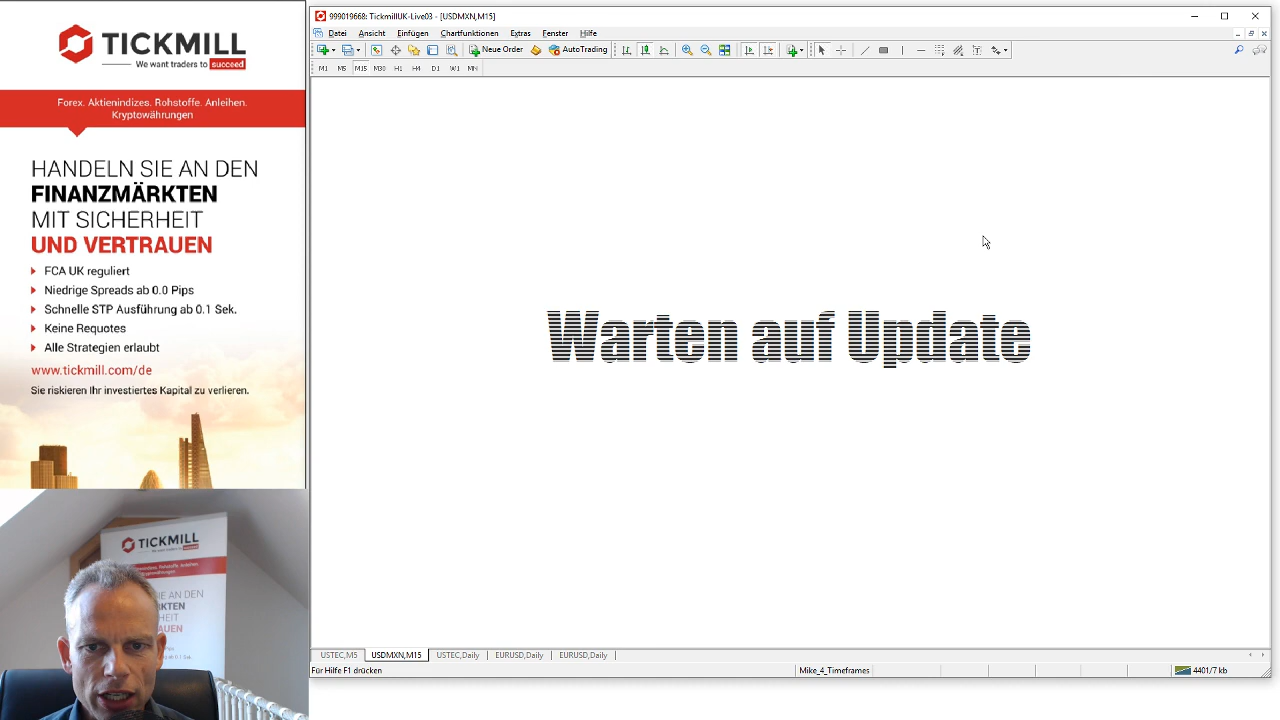 TICKMILL
We want traders to succeed
Forex. Aktienindizes. Rohstoffe. Anleihen.
Kryptowährungen
HANDELN SIE AN DEN
FINANZMÄRKTEN
MIT SICHERHEIT
UND VERTRAUEN
FCA UK reguliert
Niedrige Spreads ab 0.0 Pips
Schnelle STP Ausführung ab 0.1 Sek.
Keine Requotes
Alle Strategien erlaubt
www.tickmill.com/de
Sie riskieren Ihr investiertes Kapital zu verlieren.
TICKMILL
999019668: TickmillUK-Live03 - [USDMXN,M15]
Datei Ansicht Einfügen Chartfunktionen Extras Fenster Hilfe
Neue Order AutoTrading
M1 M5 M15 M30 H1 H4 D1 W1 MN
Warten auf Update
USTEC,M5 USDMXN,M15 USTEC,Daily EURUSD,Daily EURUSD,Daily
Für Hilfe F1 drücken Mike_4_Timeframes 4401/7 kb